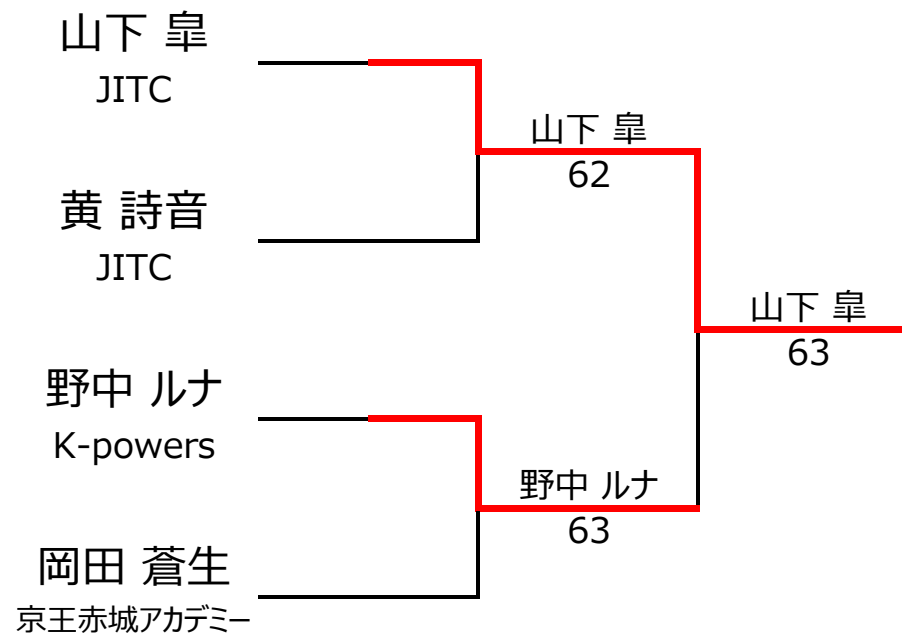 山下 皐
JITC
黄 詩音
JITC
野中 ルナ
K-powers
岡田 蒼生
京王赤城アカデミー
山下 皐
62
野中 ルナ
63
山下 皐
63